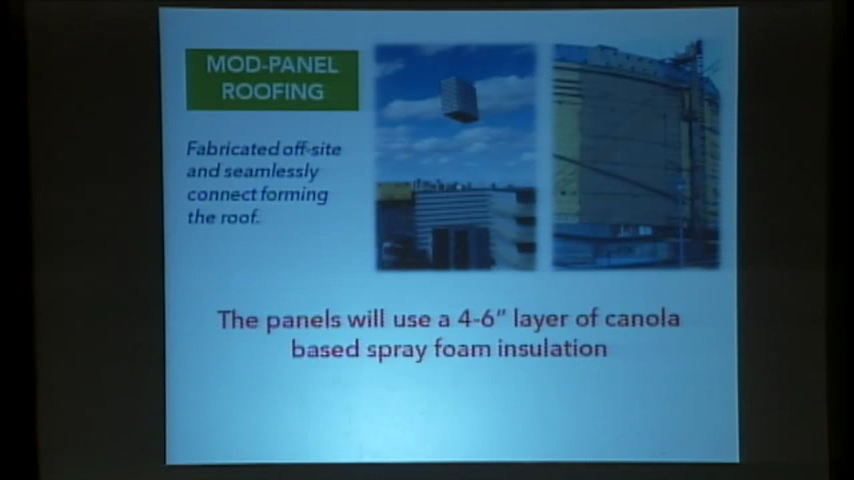 MOD-PANEL
ROOFING
Fabricated off-site
and seamlessly
connect forming
the roof.
The panels will use a 4-6” layer of canola
based spray foam insulation